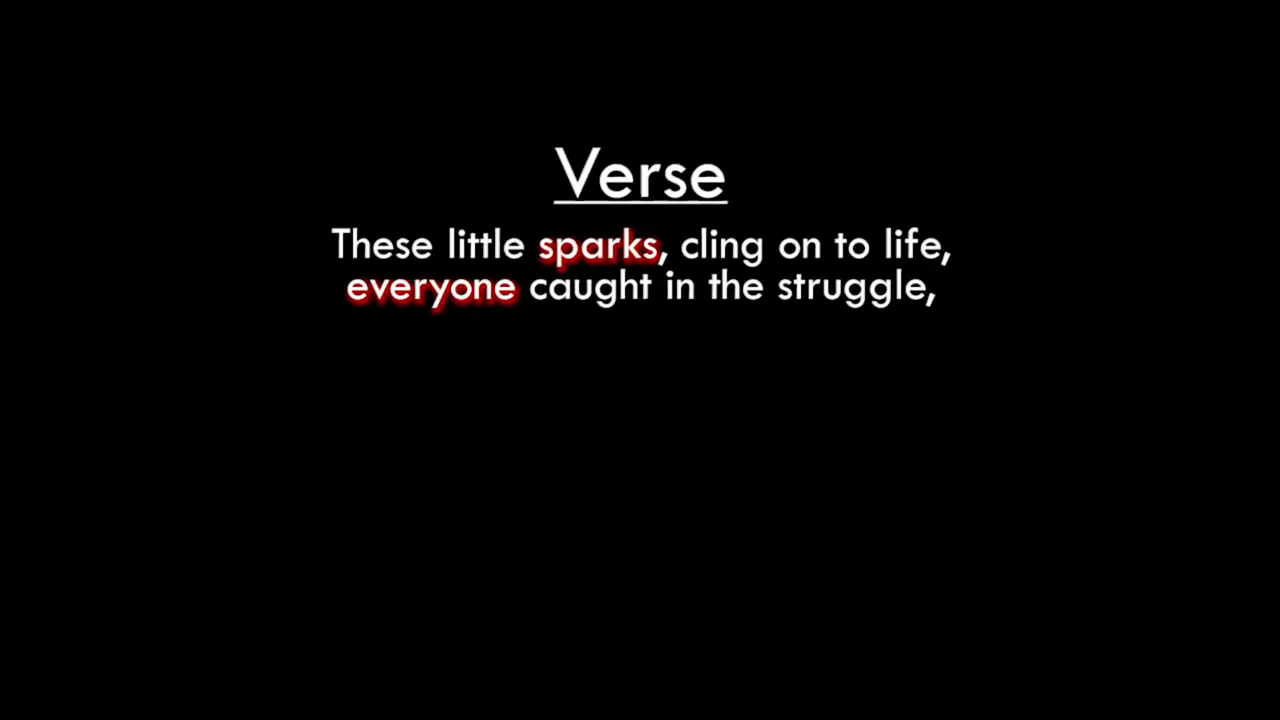 Verse
These little sparks, cling on to life,
everyone caught in the struggle,